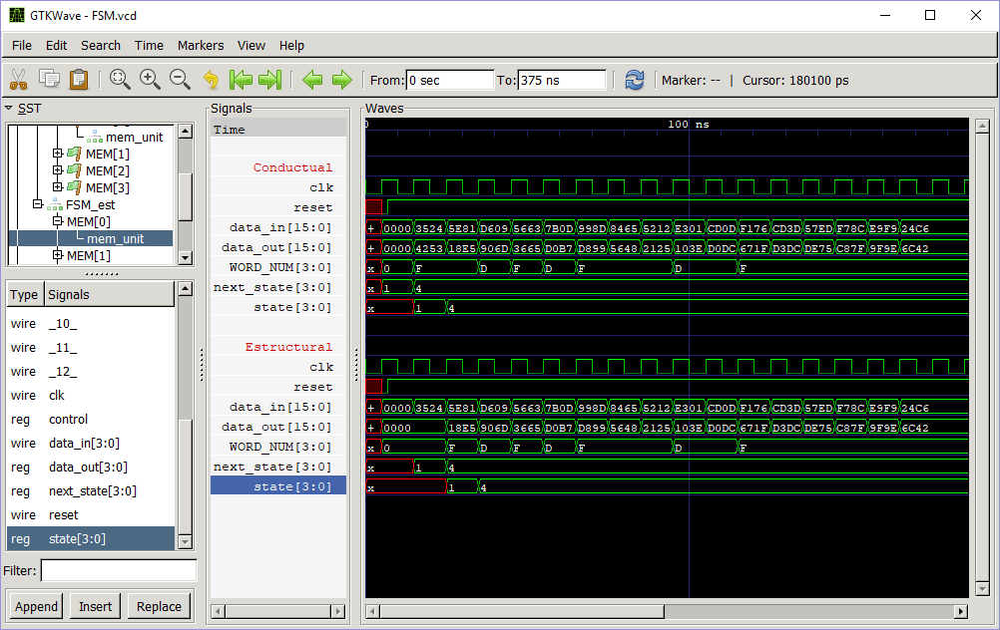 GTKWave - FSM.vcd
File Edit Search Time Markers View Help
From: 0 sec To: 375 ns Marker: -- | Cursor: 180100 ps
SST
mem_unit
MEM[1]
MEM[2]
MEM[3]
FSM_est
MEM[0]
mem_unit
MEM[1]
Type Signals
wire _10_
wire _11_
wire _12_
wire clk
reg control
wire data_in[3:0]
reg data_out[3:0]
reg next_state[3:0]
wire reset
reg state[3:0]
Filter:
Append Insert Replace
Signals
Time
Conductual
clk
reset
data_in[15:0]
data_out[15:0]
WORD_NUM[3:0]
next_state[3:0]
state[3:0]
Estructural
clk
reset
data_in[15:0]
data_out[15:0]
WORD_NUM[3:0]
next_state[3:0]
state[3:0]
Waves
0 100 ns
+ 0000 3524 5E81 D609 5663 7B0D 998D 8465 5212 E301 CD0D F176 CD3D 57ED F78C E9F9 24C6
+ 0000 4253 18E5 906D 3665 D0B7 D899 5648 2125 103E D0DC 671F D3DC DE75 C87F 9F9E 6C42
x 0 F D F D F D F
x 1 4
x 1 4
+ 0000 3524 5E81 D609 5663 7B0D 998D 8465 5212 E301 CD0D F176 CD3D 57ED F78C E9F9 24C6
+ 0000 18E5 906D 3665 D0B7 D899 5648 2125 103E D0DC 671F D3DC DE75 C87F 9F9E 6C42
x 0 F D F D F D F
x 1 4
x 1 4